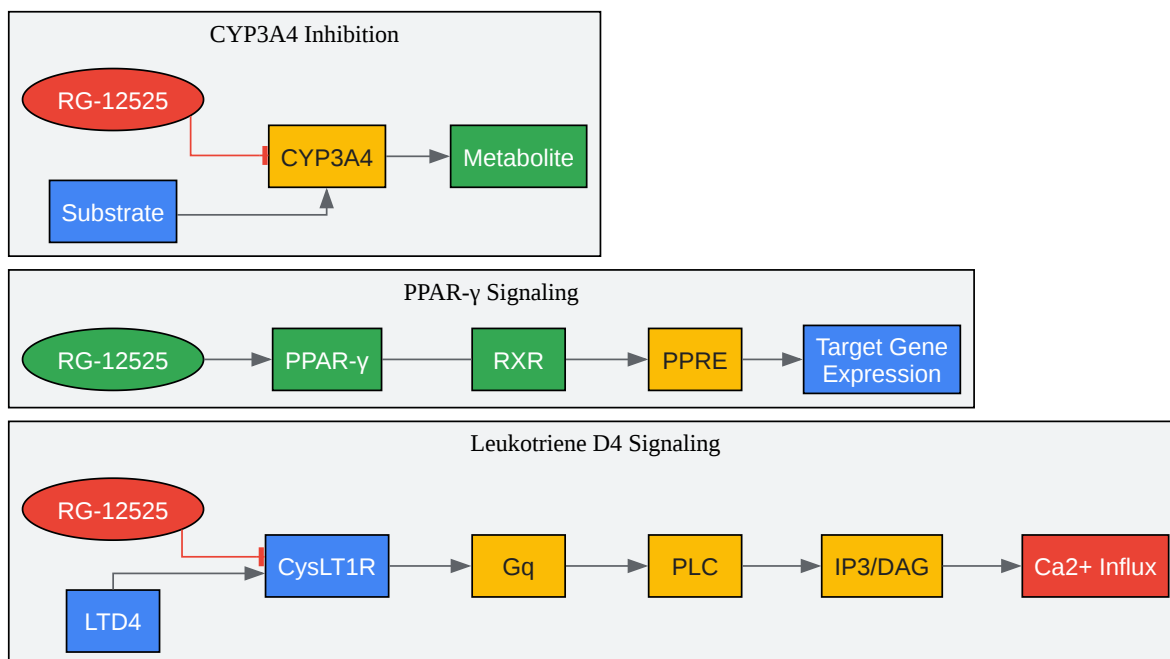 CYP3A4 Inhibition
RG-12525
CYP3A4
Metabolite
Substrate
PPAR-γ Signaling
RG-12525
PPAR-γ
RXR
PPRE
Target Gene
Expression
Leukotriene D4 Signaling
RG-12525
CysLT1R
Gq
PLC
IP3/DAG
Ca2+ Influx
LTD4